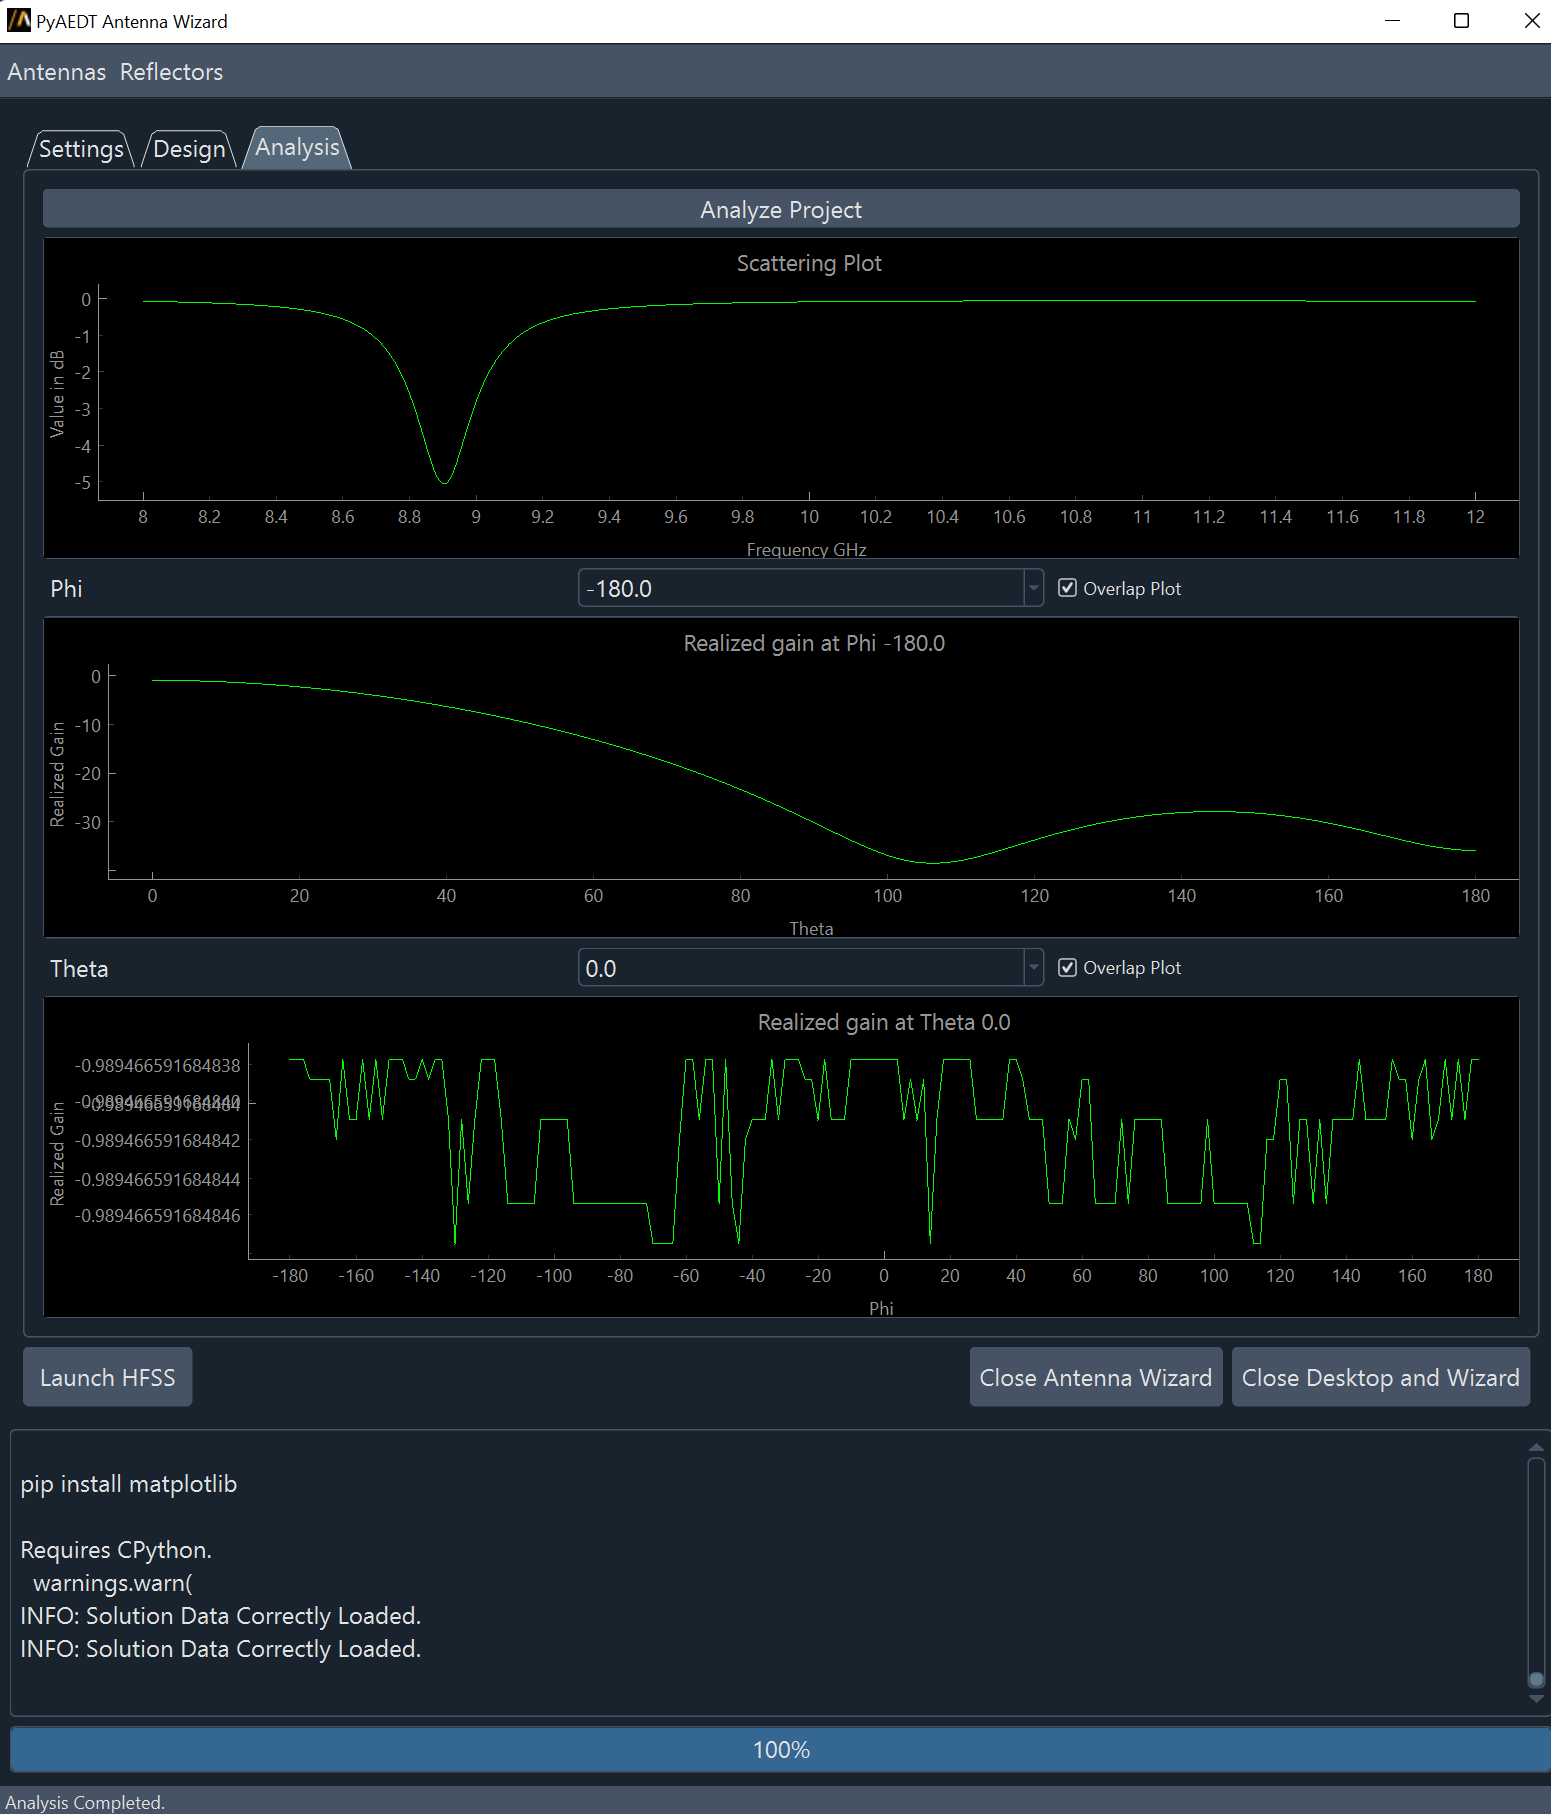 PyAEDT Antenna Wizard
Antennas Reflectors
Settings Design Analysis
Analyze Project
Scattering Plot
Value in dB
0
-1
-2
-3
-4
-5
8 8.2 8.4 8.6 8.8 9 9.2 9.4 9.6 9.8 10 10.2 10.4 10.6 10.8 11 11.2 11.4 11.6 11.8 12
Frequency GHz
Phi -180.0 Overlap Plot
Realized gain at Phi -180.0
Realized Gain
0
-10
-20
-30
0 20 40 60 80 100 120 140 160 180
Theta
Theta 0.0 Overlap Plot
Realized gain at Theta 0.0
Realized Gain
-0.989466591684838
-0.989466591684840
-0.98946659168484
-0.989466591684842
-0.989466591684844
-0.989466591684846
-180 -160 -140 -120 -100 -80 -60 -40 -20 0 20 40 60 80 100 120 140 160 180
Phi
Launch HFSS Close Antenna Wizard Close Desktop and Wizard
pip install matplotlib
Requires CPython.
warnings.warn(
INFO: Solution Data Correctly Loaded.
INFO: Solution Data Correctly Loaded.
100%
Analysis Completed.